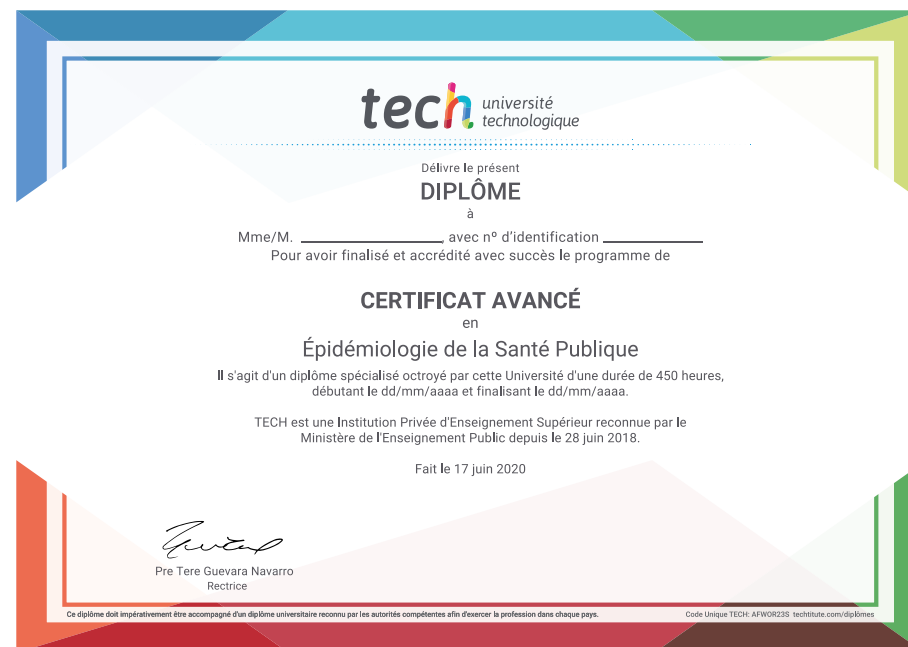 tech université
technologique
Délivre le présent
DIPLÔME
à
Mme/M. ____________________, avec nº d'identification ______________
Pour avoir finalisé et accrédité avec succès le programme de
CERTIFICAT AVANCÉ
en
Épidémiologie de la Santé Publique
Il s'agit d'un diplôme spécialisé octroyé par cette Université d'une durée de 450 heures,
débutant le dd/mm/aaaa et finalisant le dd/mm/aaaa.
TECH est une Institution Privée d'Enseignement Supérieur reconnue par le
Ministère de l'Enseignement Public depuis le 28 juin 2018.
Fait le 17 juin 2020
Pre Tere Guevara Navarro
Rectrice
Ce diplôme doit impérativement être accompagné d'un diplôme universitaire reconnu par les autorités compétentes afin d'exercer la profession dans chaque pays.
Code Unique TECH: AFWOR23S techtitute.com/diplômes